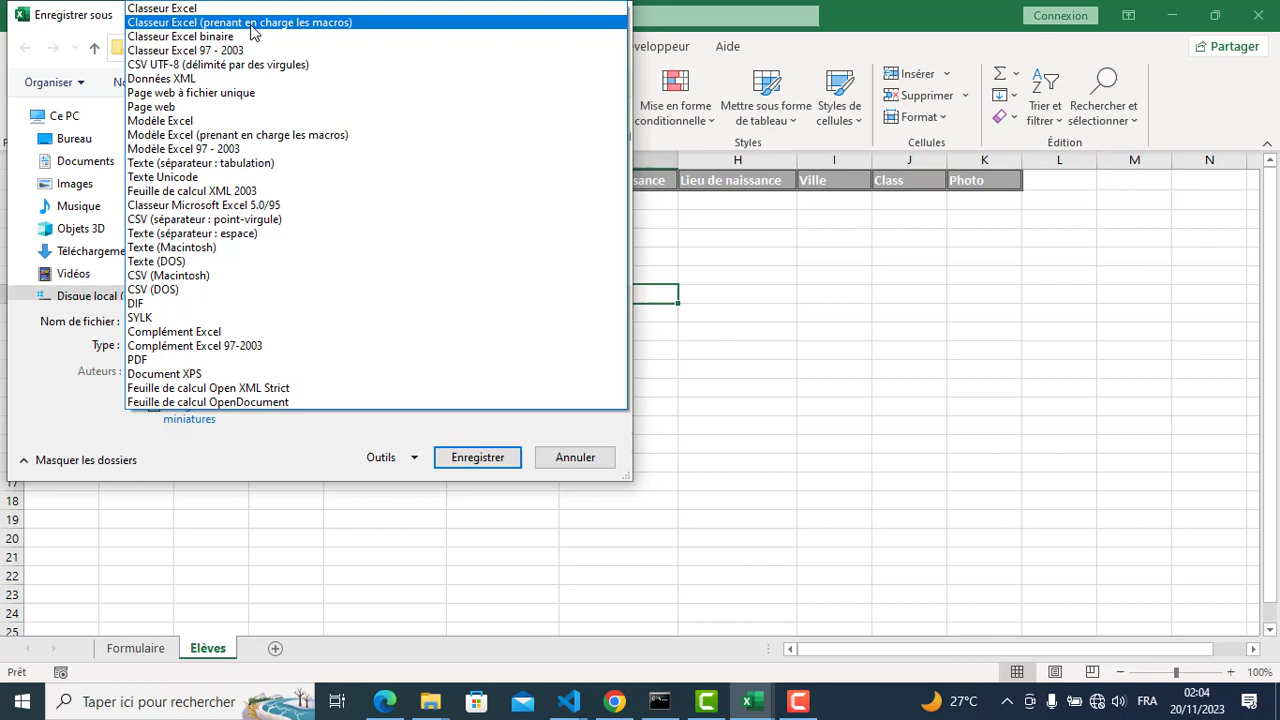 Enregistrer sous
Connexion
Organiser
No
Ce PC
Bureau
Documents
Images
Musique
Objets 3D
Téléchargeme
Vidéos
Disque local (
Nom de fichier :
Type :
Auteurs :
Classeur Excel
Classeur Excel (prenant en charge les macros)
Classeur Excel binaire
Classeur Excel 97 - 2003
CSV UTF-8 (délimité par des virgules)
Données XML
Page web à fichier unique
Page web
Modèle Excel
Modèle Excel (prenant en charge les macros)
Modèle Excel 97 - 2003
Texte (séparateur : tabulation)
Texte Unicode
Feuille de calcul XML 2003
Classeur Microsoft Excel 5.0/95
CSV (séparateur : point-virgule)
Texte (séparateur : espace)
Texte (Macintosh)
Texte (DOS)
CSV (Macintosh)
CSV (DOS)
DIF
SYLK
Complément Excel
Complément Excel 97-2003
PDF
Document XPS
Feuille de calcul Open XML Strict
Feuille de calcul OpenDocument
miniatures
Masquer les dossiers
Outils
Enregistrer
Annuler
éveloppeur Aide
Partager
Mise en forme conditionnelle
Mettre sous forme de tableau
Styles de cellules
Styles
Insérer
Supprimer
Format
Cellules
Trier et filtrer
Rechercher et sélectionner
Édition
H I J K L M N
sance Lieu de naissance Ville Class Photo
17
18
19
20
21
22
23
24
25
Formulaire Elèves
Prêt
100%
Taper ici pour rechercher
27°C
FRA
02:04
20/11/2023